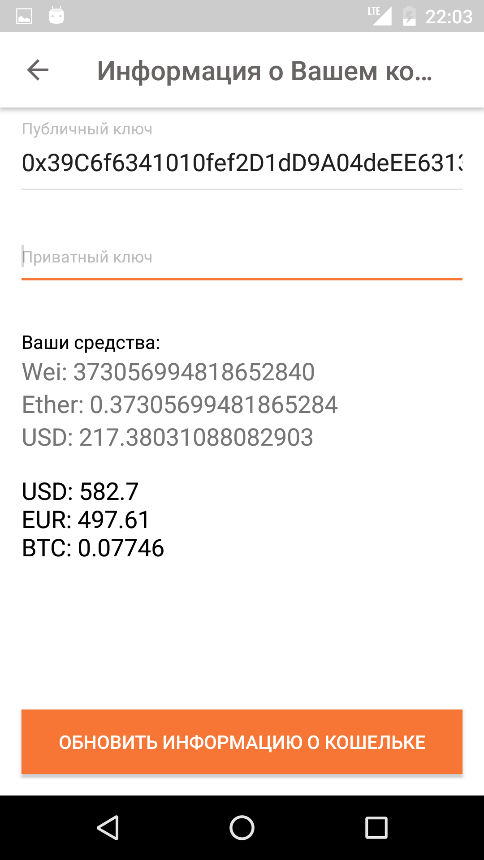 LTE 22:03
Информация о Вашем ко...
Публичный ключ
0x39C6f6341010fef2D1dD9A04deEE6313
Приватный ключ
Ваши средства:
Wei: 373056994818652840
Ether: 0.37305699481865284
USD: 217.38031088082903
USD: 582.7
EUR: 497.61
BTC: 0.07746
ОБНОВИТЬ ИНФОРМАЦИЮ О КОШЕЛЬКЕ